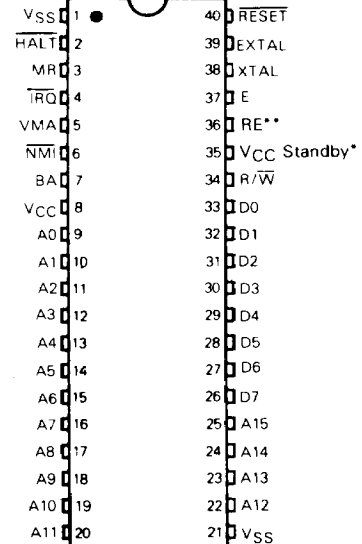 VSS 1 40 RESET
HALT 2 39 EXTAL
MR 3 38 XTAL
IRQ 4 37 E
VMA 5 36 RE**
NMI 6 35 VCC Standby*
BA 7 34 R/W
VCC 8 33 D0
A0 9 32 D1
A1 10 31 D2
A2 11 30 D3
A3 12 29 D4
A4 13 28 D5
A5 14 27 D6
A6 15 26 D7
A7 16 25 A15
A8 17 24 A14
A9 18 23 A13
A10 19 22 A12
A11 20 21 VSS